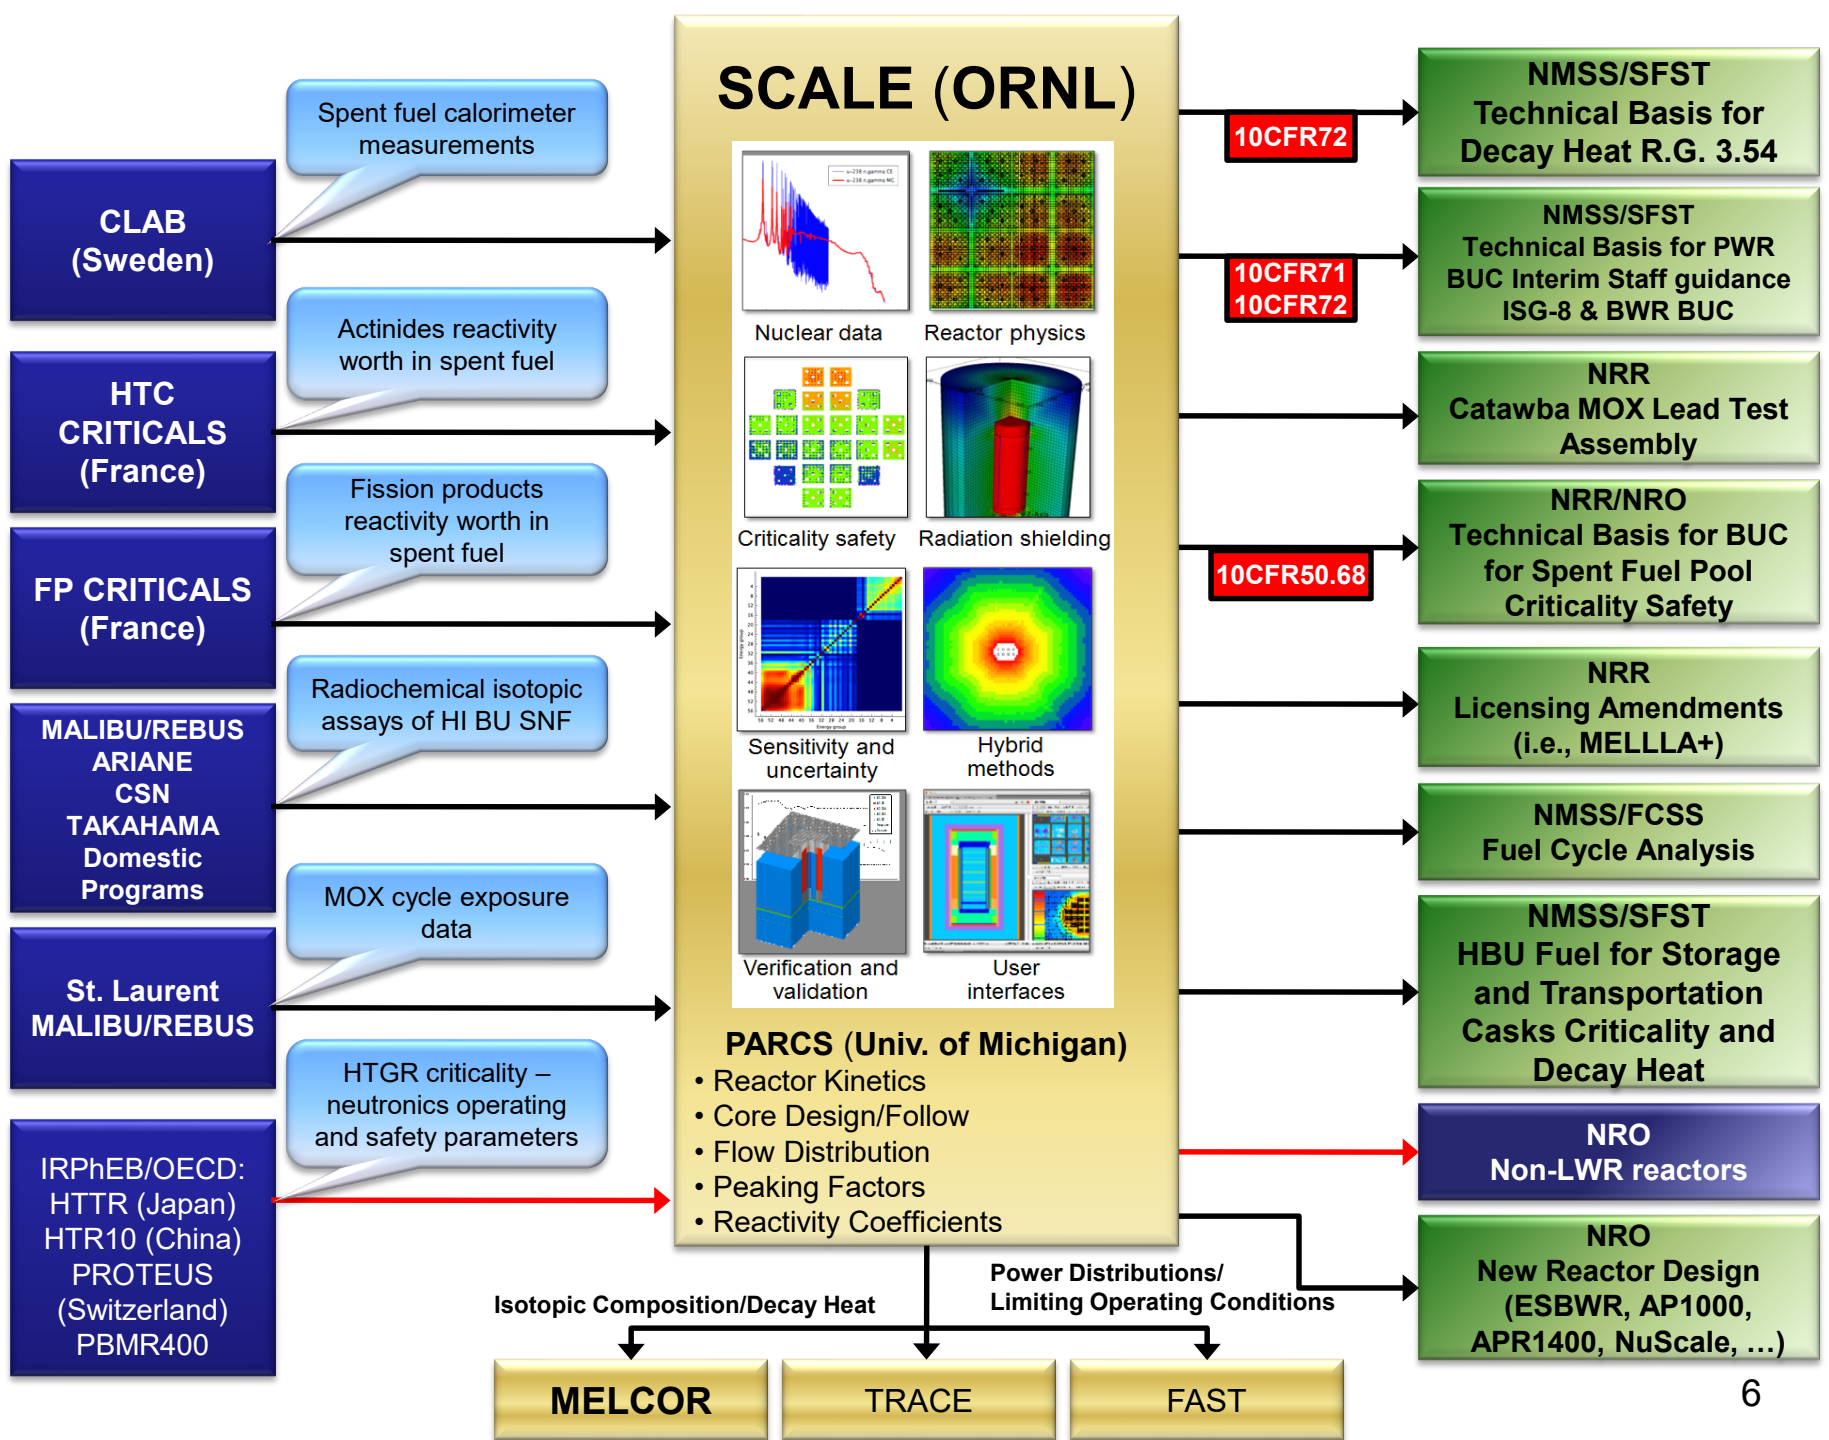 SCALE (ORNL)
Spent fuel calorimeter
measurements
CLAB
(Sweden)
Actinides reactivity
worth in spent fuel
HTC
CRITICALS
(France)
Fission products
reactivity worth in
spent fuel
FP CRITICALS
(France)
Radiochemical isotopic
assays of HI BU SNF
MALIBU/REBUS
ARIANE
CSN
TAKAHAMA
Domestic
Programs
MOX cycle exposure
data
St. Laurent
MALIBU/REBUS
HTGR criticality –
neutronics operating
and safety parameters
IRPhEB/OECD:
HTTR (Japan)
HTR10 (China)
PROTEUS
(Switzerland)
PBMR400
u-238 n,gamma CE
u-238 n,gamma MG
Nuclear data
Reactor physics
Criticality safety
Radiation shielding
Energy group
Energy group
Sensitivity and
uncertainty
Hybrid
methods
Verification and
validation
User
interfaces
PARCS (Univ. of Michigan)
• Reactor Kinetics
• Core Design/Follow
• Flow Distribution
• Peaking Factors
• Reactivity Coefficients
Isotopic Composition/Decay Heat
Power Distributions/
Limiting Operating Conditions
MELCOR
TRACE
FAST
10CFR72
NMSS/SFST
Technical Basis for
Decay Heat R.G. 3.54
10CFR71
10CFR72
NMSS/SFST
Technical Basis for PWR
BUC Interim Staff guidance
ISG-8 & BWR BUC
NRR
Catawba MOX Lead Test
Assembly
10CFR50.68
NRR/NRO
Technical Basis for BUC
for Spent Fuel Pool
Criticality Safety
NRR
Licensing Amendments
(i.e., MELLLA+)
NMSS/FCSS
Fuel Cycle Analysis
NMSS/SFST
HBU Fuel for Storage
and Transportation
Casks Criticality and
Decay Heat
NRO
Non-LWR reactors
NRO
New Reactor Design
(ESBWR, AP1000,
APR1400, NuScale, …)
6